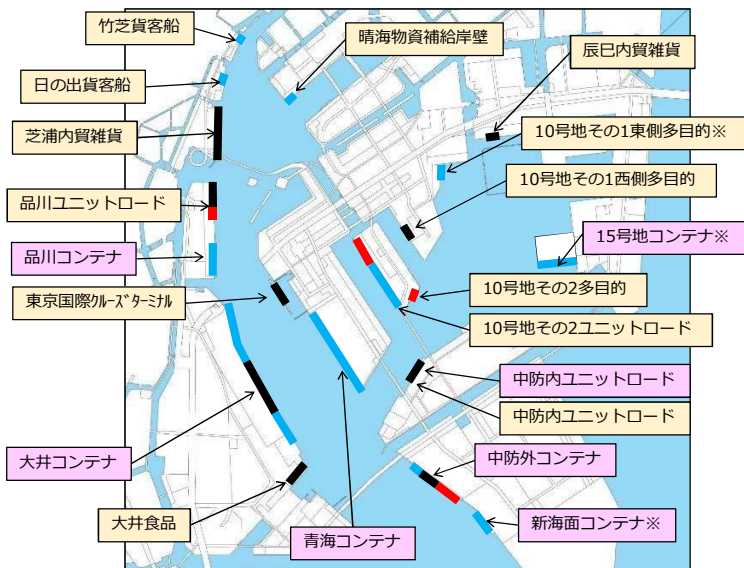 竹芝貨客船
晴海物資補給岸壁
辰巳内貿雑貨
日の出貨客船
10号地その1東側多目的※
芝浦内貿雑貨
10号地その1西側多目的
品川ユニットロード
15号地コンテナ※
品川コンテナ
10号地その2多目的
東京国際ｸﾙｰｽﾞﾀｰﾐﾅﾙ
10号地その2ユニットロード
中防内ユニットロード
中防内ユニットロード
大井コンテナ
中防外コンテナ
大井食品
青海コンテナ
新海面コンテナ※